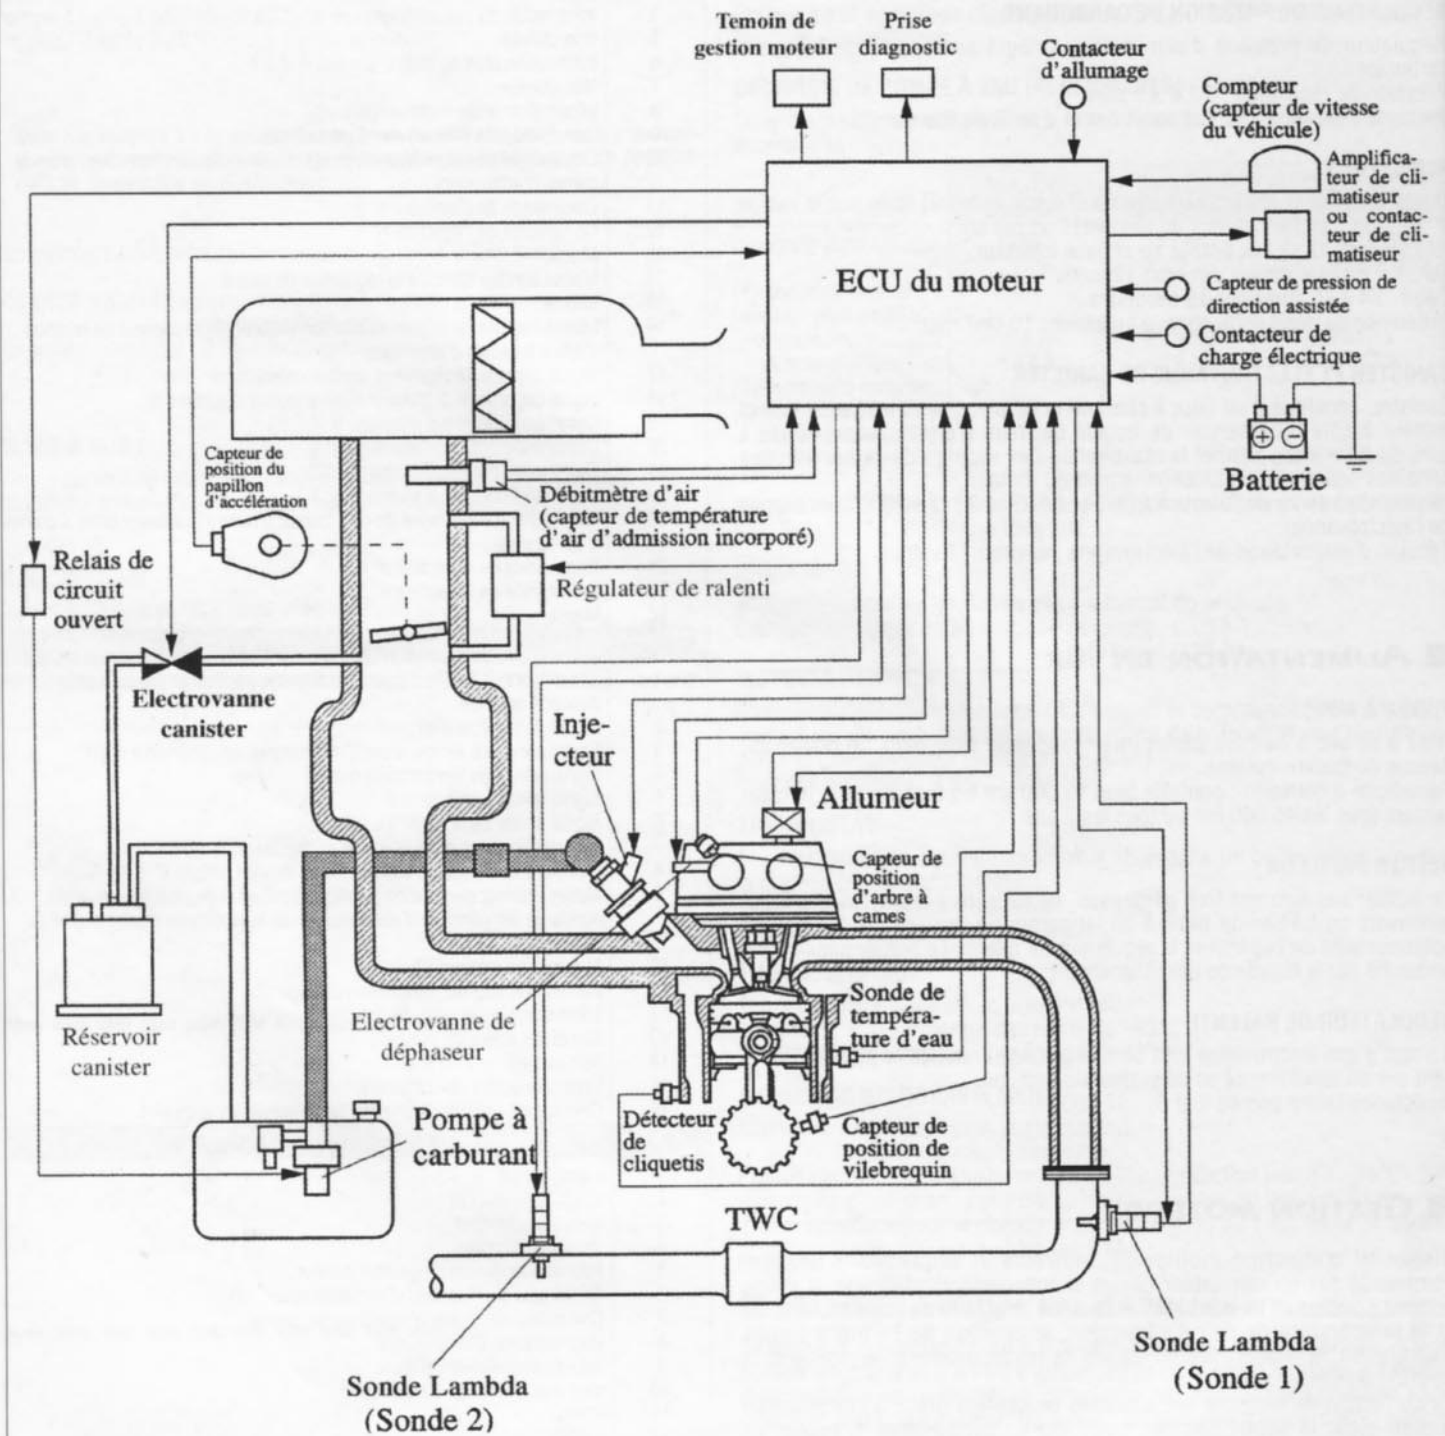 Temoin de
gestion moteur
Prise
diagnostic
Contacteur
d'allumage
Compteur
(capteur de vitesse
du véhicule)
Amplifica-
teur de cli-
matiseur
ou contac-
teur de cli-
matiseur
ECU du moteur
Capteur de pression de
direction assistée
Contacteur de
charge électrique
Batterie
Capteur de
position du
papillon
d'accélération
Débitmètre d'air
(capteur de température
d'air d'admission incorporé)
Relais de
circuit
ouvert
Régulateur de ralenti
Electrovanne
canister
Injec-
teur
Allumeur
Capteur de
position
d'arbre à
cames
Réservoir
canister
Electrovanne de
déphaseur
Sonde de
tempéra-
ture d'eau
Pompe à
carburant
Détecteur
de
cliquetis
Capteur de
position de
vilebrequin
TWC
Sonde Lambda
(Sonde 1)
Sonde Lambda
(Sonde 2)